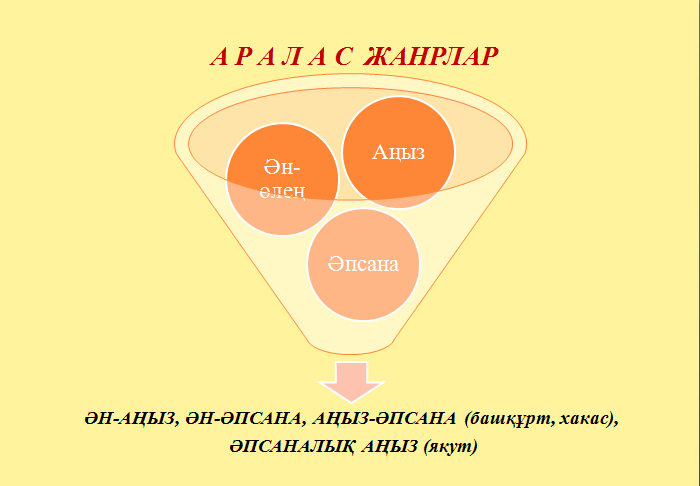 А Р А Л А С ЖАНРЛАР
Аңыз
Ән-
өлең
Әпсана
ӘН-АҢЫЗ, ӘН-ӘПСАНА, АҢЫЗ-ӘПСАНА (башқұрт, хакас),
ӘПСАНАЛЫҚ АҢЫЗ (якут)